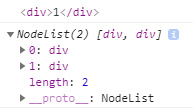 <div>1</div>
▼ NodeList(2) [div, div] i
▶ 0: div
▶ 1: div
length: 2
▶ __proto__: NodeList